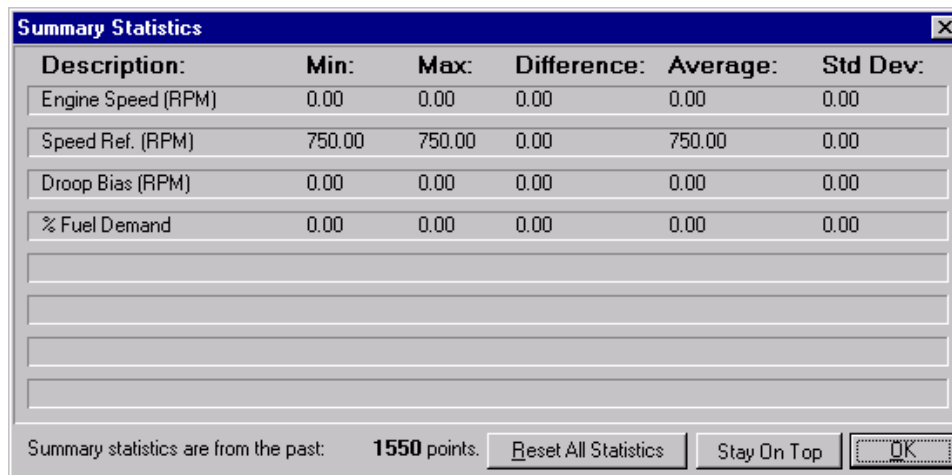 Summary Statistics
Description: Min: Max: Difference: Average: Std Dev:
Engine Speed (RPM) 0.00 0.00 0.00 0.00 0.00
Speed Ref. (RPM) 750.00 750.00 0.00 750.00 0.00
Droop Bias (RPM) 0.00 0.00 0.00 0.00 0.00
% Fuel Demand 0.00 0.00 0.00 0.00 0.00
Summary statistics are from the past: 1550 points. Reset All Statistics Stay On Top OK